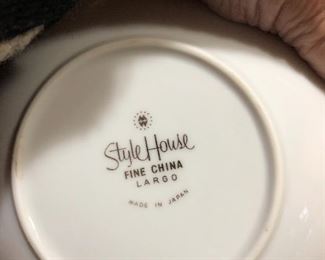 Style House
FINE CHINA
LARGO
MADE IN JAPAN